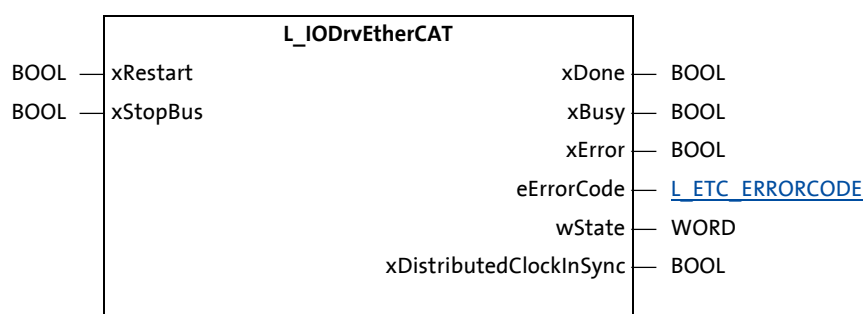 L_IODrvEtherCAT
BOOL xRestart xDone BOOL
BOOL xStopBus xBusy BOOL
xError BOOL
eErrorCode L_ETC_ERRORCODE
wState WORD
xDistributedClockInSync BOOL